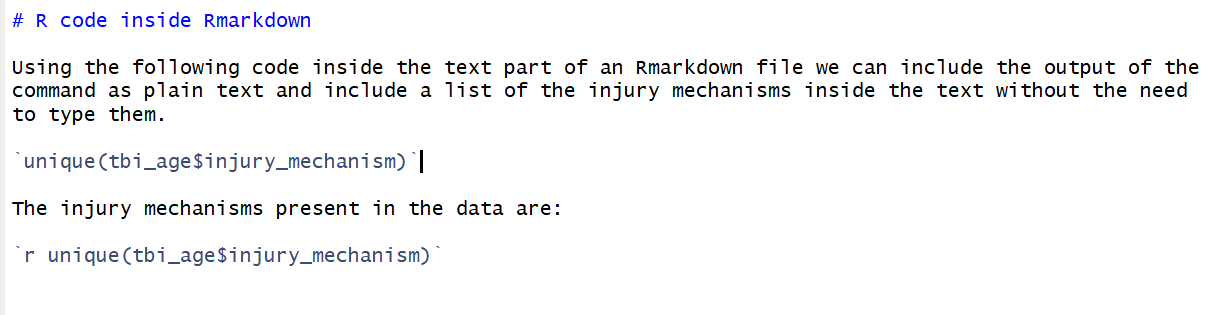 # R code inside Rmarkdown
Using the following code inside the text part of an Rmarkdown file we can include the output of the
command as plain text and include a list of the injury mechanisms inside the text without the need
to type them.
`unique(tbi_age$injury_mechanism)`
The injury mechanisms present in the data are:
`r unique(tbi_age$injury_mechanism)`